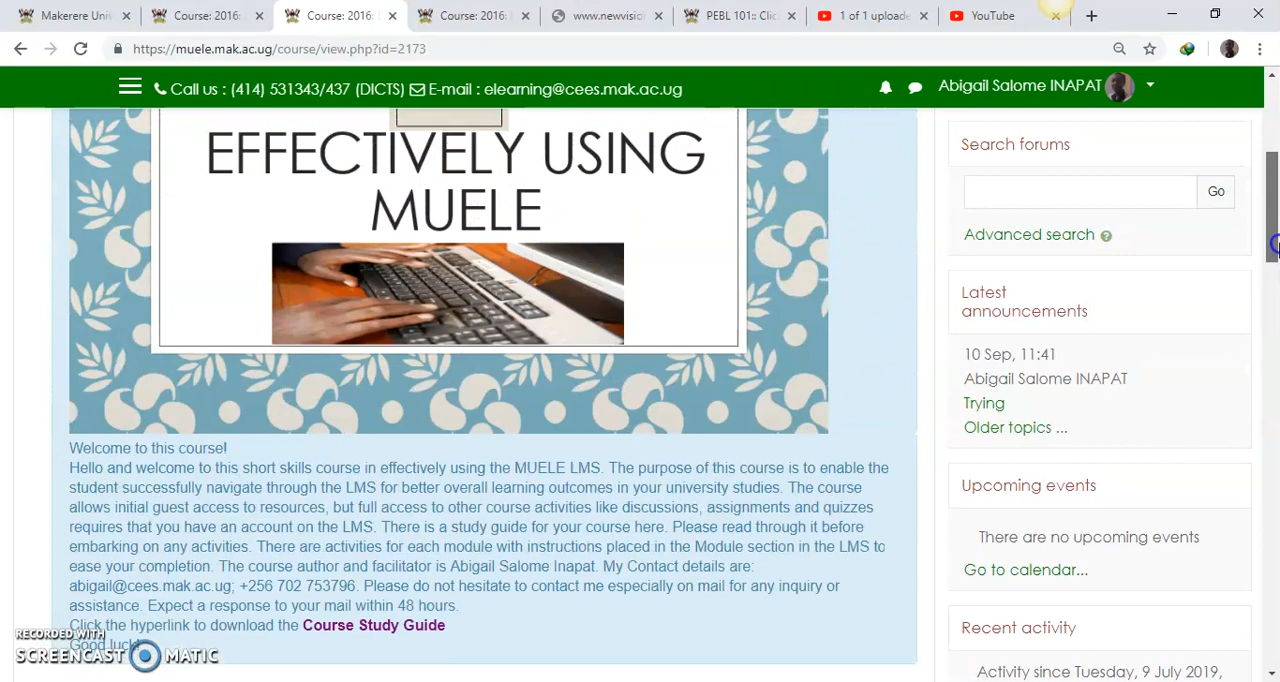 Makerere Uni
Course: 2016:
Course: 2016:
Course: 2016:
www.newvision
PEBL 101:: Clic
1 of 1 uploade
YouTube
https://muele.mak.ac.ug/course/view.php?id=2173
Call us : (414) 531343/437 (DICTS) E-mail : elearning@cees.mak.ac.ug
Abigail Salome INAPAT
EFFECTIVELY USING
MUELE
Welcome to this course!
Hello and welcome to this short skills course in effectively using the MUELE LMS. The purpose of this course is to enable the
student successfully navigate through the LMS for better overall learning outcomes in your university studies. The course
allows initial guest access to resources, but full access to other course activities like discussions, assignments and quizzes
requires that you have an account on the LMS. There is a study guide for your course here. Please read through it before
embarking on any activities. There are activities for each module with instructions placed in the Module section in the LMS to
ease your completion. The course author and facilitator is Abigail Salome Inapat. My Contact details are:
abigail@cees.mak.ac.ug; +256 702 753796. Please do not hesitate to contact me especially on mail for any inquiry or
assistance. Expect a response to your mail within 48 hours.
Click the hyperlink to download the Course Study Guide
Good luck!
RECORDED WITH
SCREENCAST MATIC
Search forums
Go
Advanced search
Latest
announcements
10 Sep, 11:41
Abigail Salome INAPAT
Trying
Older topics ...
Upcoming events
There are no upcoming events
Go to calendar...
Recent activity
Activity since Tuesday, 9 July 2019,